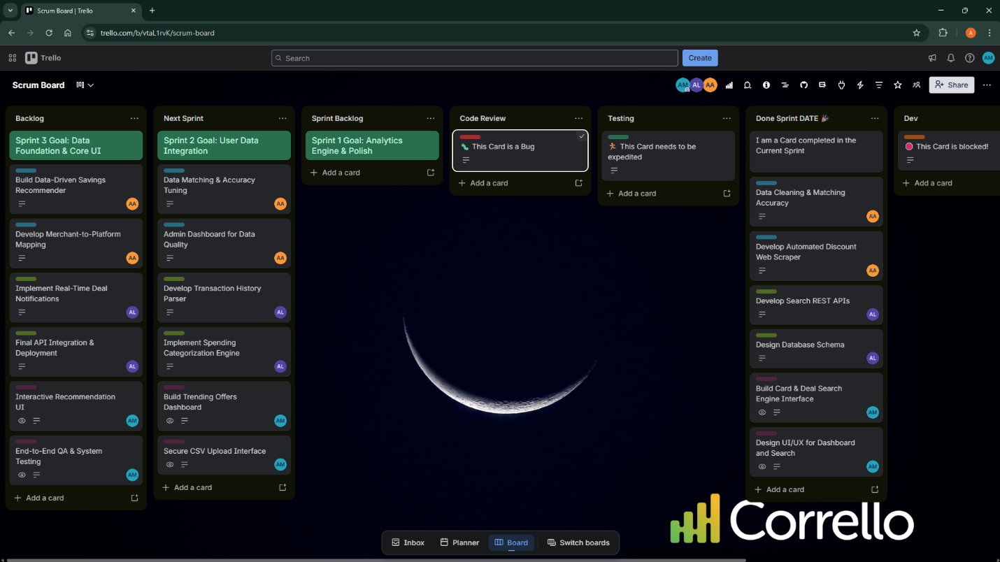 Scrum Board | Trello
trello.com/b/vtaL1rvK/scrum-board
A
Trello
Search
Create
AM
Scrum Board
AM
AL
AA
Share
Backlog
Sprint 3 Goal: Data
Foundation & Core UI
Build Data-Driven Savings
Recommender
AA
Develop Merchant-to-Platform
Mapping
AA
Implement Real-Time Deal
Notifications
AL
Final API Integration &
Deployment
AL
Interactive Recommendation
UI
AM
End-to-End QA & System
Testing
AM
Add a card
Next Sprint
Sprint 2 Goal: User Data
Integration
Data Matching & Accuracy
Tuning
AA
Admin Dashboard for Data
Quality
AA
Develop Transaction History
Parser
AL
Implement Spending
Categorization Engine
AL
Build Trending Offers
Dashboard
AM
Secure CSV Upload Interface
AM
Add a card
Sprint Backlog
Sprint 1 Goal: Analytics
Engine & Polish
Add a card
Code Review
This Card is a Bug
Add a card
Testing
This Card needs to be
expedited
Add a card
Done Sprint DATE 🎉
I am a Card completed in the
Current Sprint
Data Cleaning & Matching
Accuracy
AA
Develop Automated Discount
Web Scraper
AA
Develop Search REST APIs
AL
Design Database Schema
AL
Build Card & Deal Search
Engine Interface
AM
Design UI/UX for Dashboard
and Search
AM
Add a card
Dev
This Card is blocked!
Add a card
Corrello
Inbox
Planner
Board
Switch boards